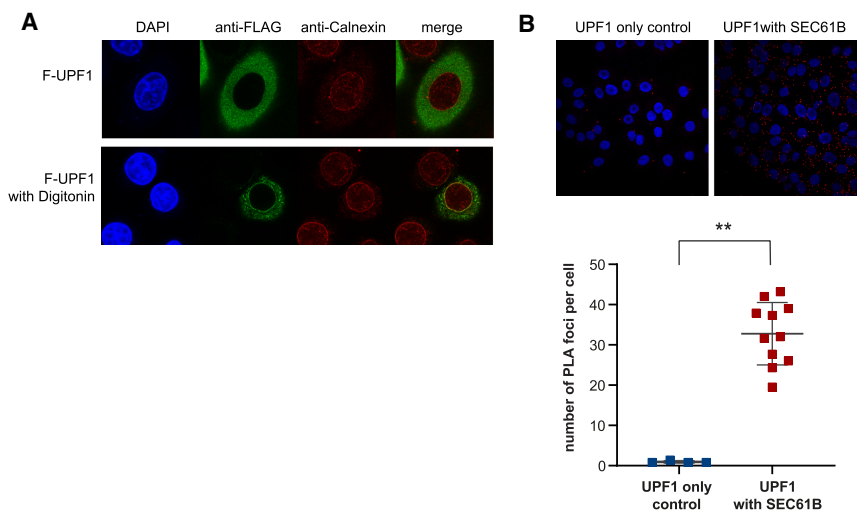 A
DAPI
anti-FLAG
anti-Calnexin
merge
F-UPF1
F-UPF1
with Digitonin
B
UPF1 only control
UPF1with SEC61B
**
number of PLA foci per cell
50
40
30
20
10
0
UPF1 only
control
UPF1
with SEC61B